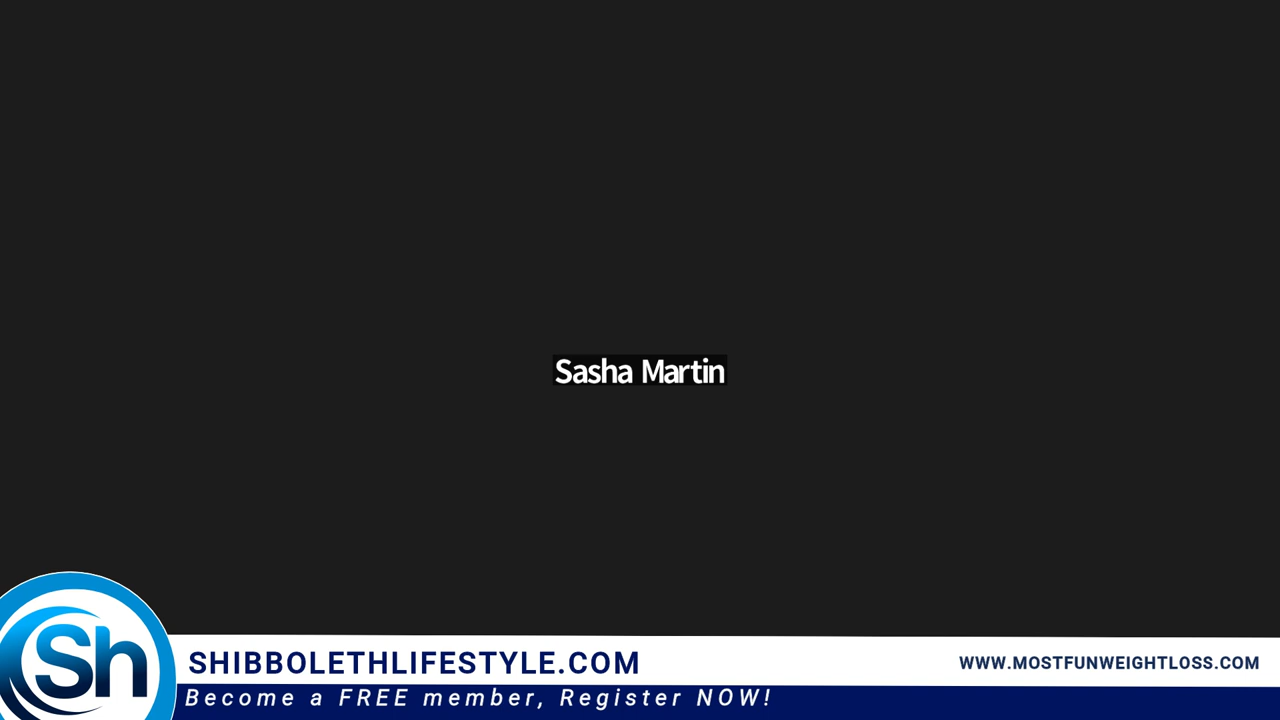 Sasha Martin
Sh
SHIBBOLETHLIFESTYLE.COM
WWW.MOSTFUNWEIGHTLOSS.COM
Become a FREE member, Register NOW!